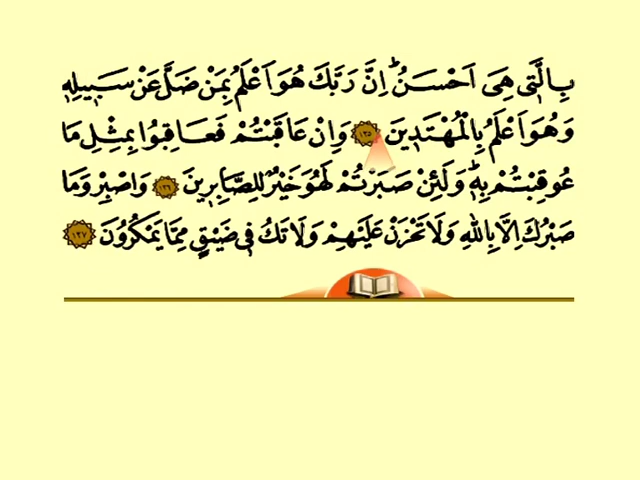 بِالَّتٖى هِىَ اَحْسَنُ اِنَّ رَبَّكَ هُوَ اَعْلَمُ بِمَنْ ضَلَّ عَنْ سَبٖيلِهٖ
وَهُوَ اَعْلَمُ بِالْمُهْتَدٖينَ ﴿١٢٥﴾ وَاِنْ عَاقَبْتُمْ فَعَاقِبُوا بِمِثْلِ مَا
عُوقِبْتُمْ بِهٖ وَلَئِنْ صَبَرْتُمْ لَهُوَ خَيْرٌ لِلصَّابِرٖينَ ﴿١٢٦﴾ وَاصْبِرْ وَمَا
صَبْرُكَ اِلَّا بِاللّٰهِ وَلَا تَحْزَنْ عَلَيْهِمْ وَلَا تَكُ فٖى ضَيْقٍ مِمَّا يَمْكُرُونَ ﴿١٢٧﴾